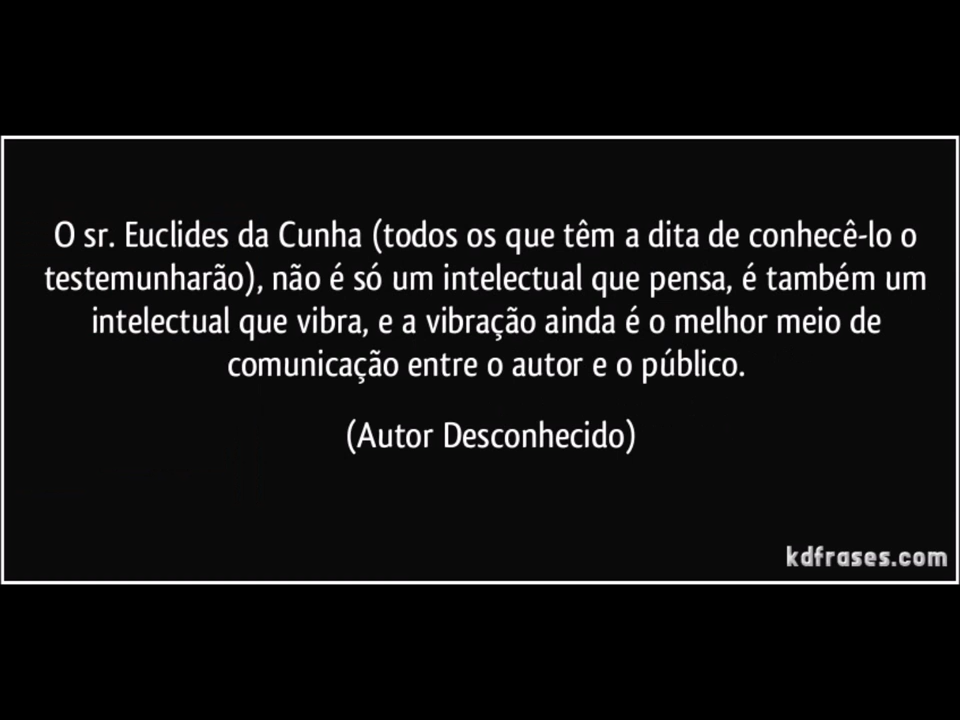 O sr. Euclides da Cunha (todos os que têm a dita de conhecê-lo o
testemunharão), não é só um intelectual que pensa, é também um
intelectual que vibra, e a vibração ainda é o melhor meio de
comunicação entre o autor e o público.
(Autor Desconhecido)
kdfrases.com